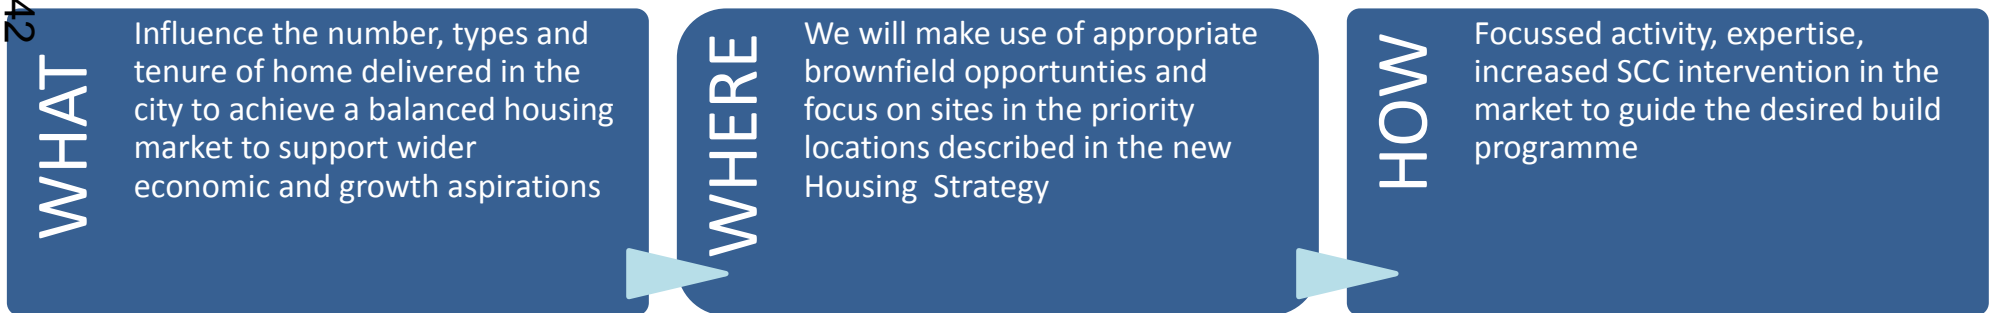 42
WHAT
Influence the number, types and
tenure of home delivered in the
city to achieve a balanced housing
market to support wider
economic and growth aspirations
WHERE
We will make use of appropriate
brownfield opportunties and
focus on sites in the priority
locations described in the new
Housing  Strategy
HOW
Focussed activity, expertise,
increased SCC intervention in the
market to guide the desired build
programme